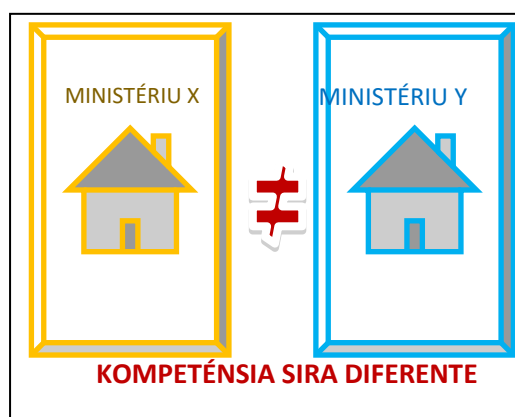 MINISTÉRIU X
MINISTÉRIU Y
≠
KOMPETÉNSIA SIRA DIFERENTE